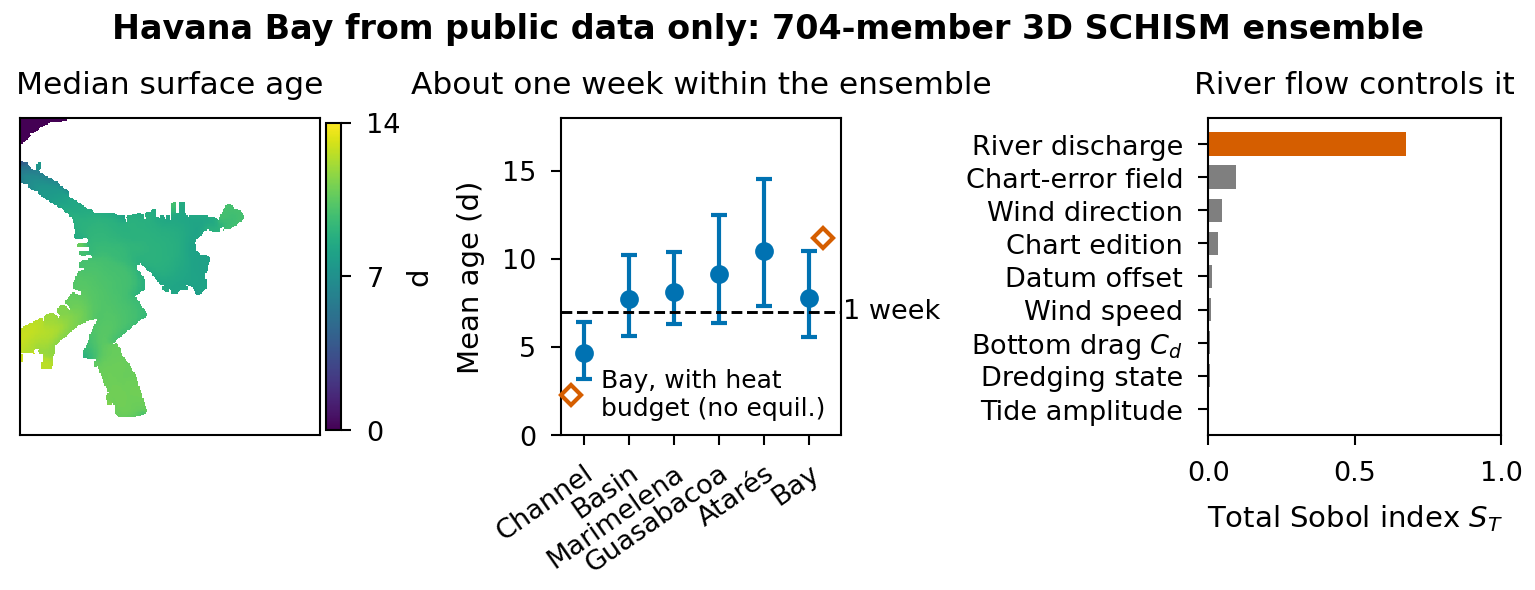 Havana Bay from public data only: 704-member 3D SCHISM ensemble
Median surface age
14
7
0
d
About one week within the ensemble
Mean age (d)
15
10
5
0
1 week
Bay, with heat
budget (no equil.)
Channel
Basin
Marimelena
Guasabacoa
Atarés
Bay
River flow controls it
River discharge
Chart-error field
Wind direction
Chart edition
Datum offset
Wind speed
Bottom drag C_d
Dredging state
Tide amplitude
0.0
0.5
1.0
Total Sobol index S_T